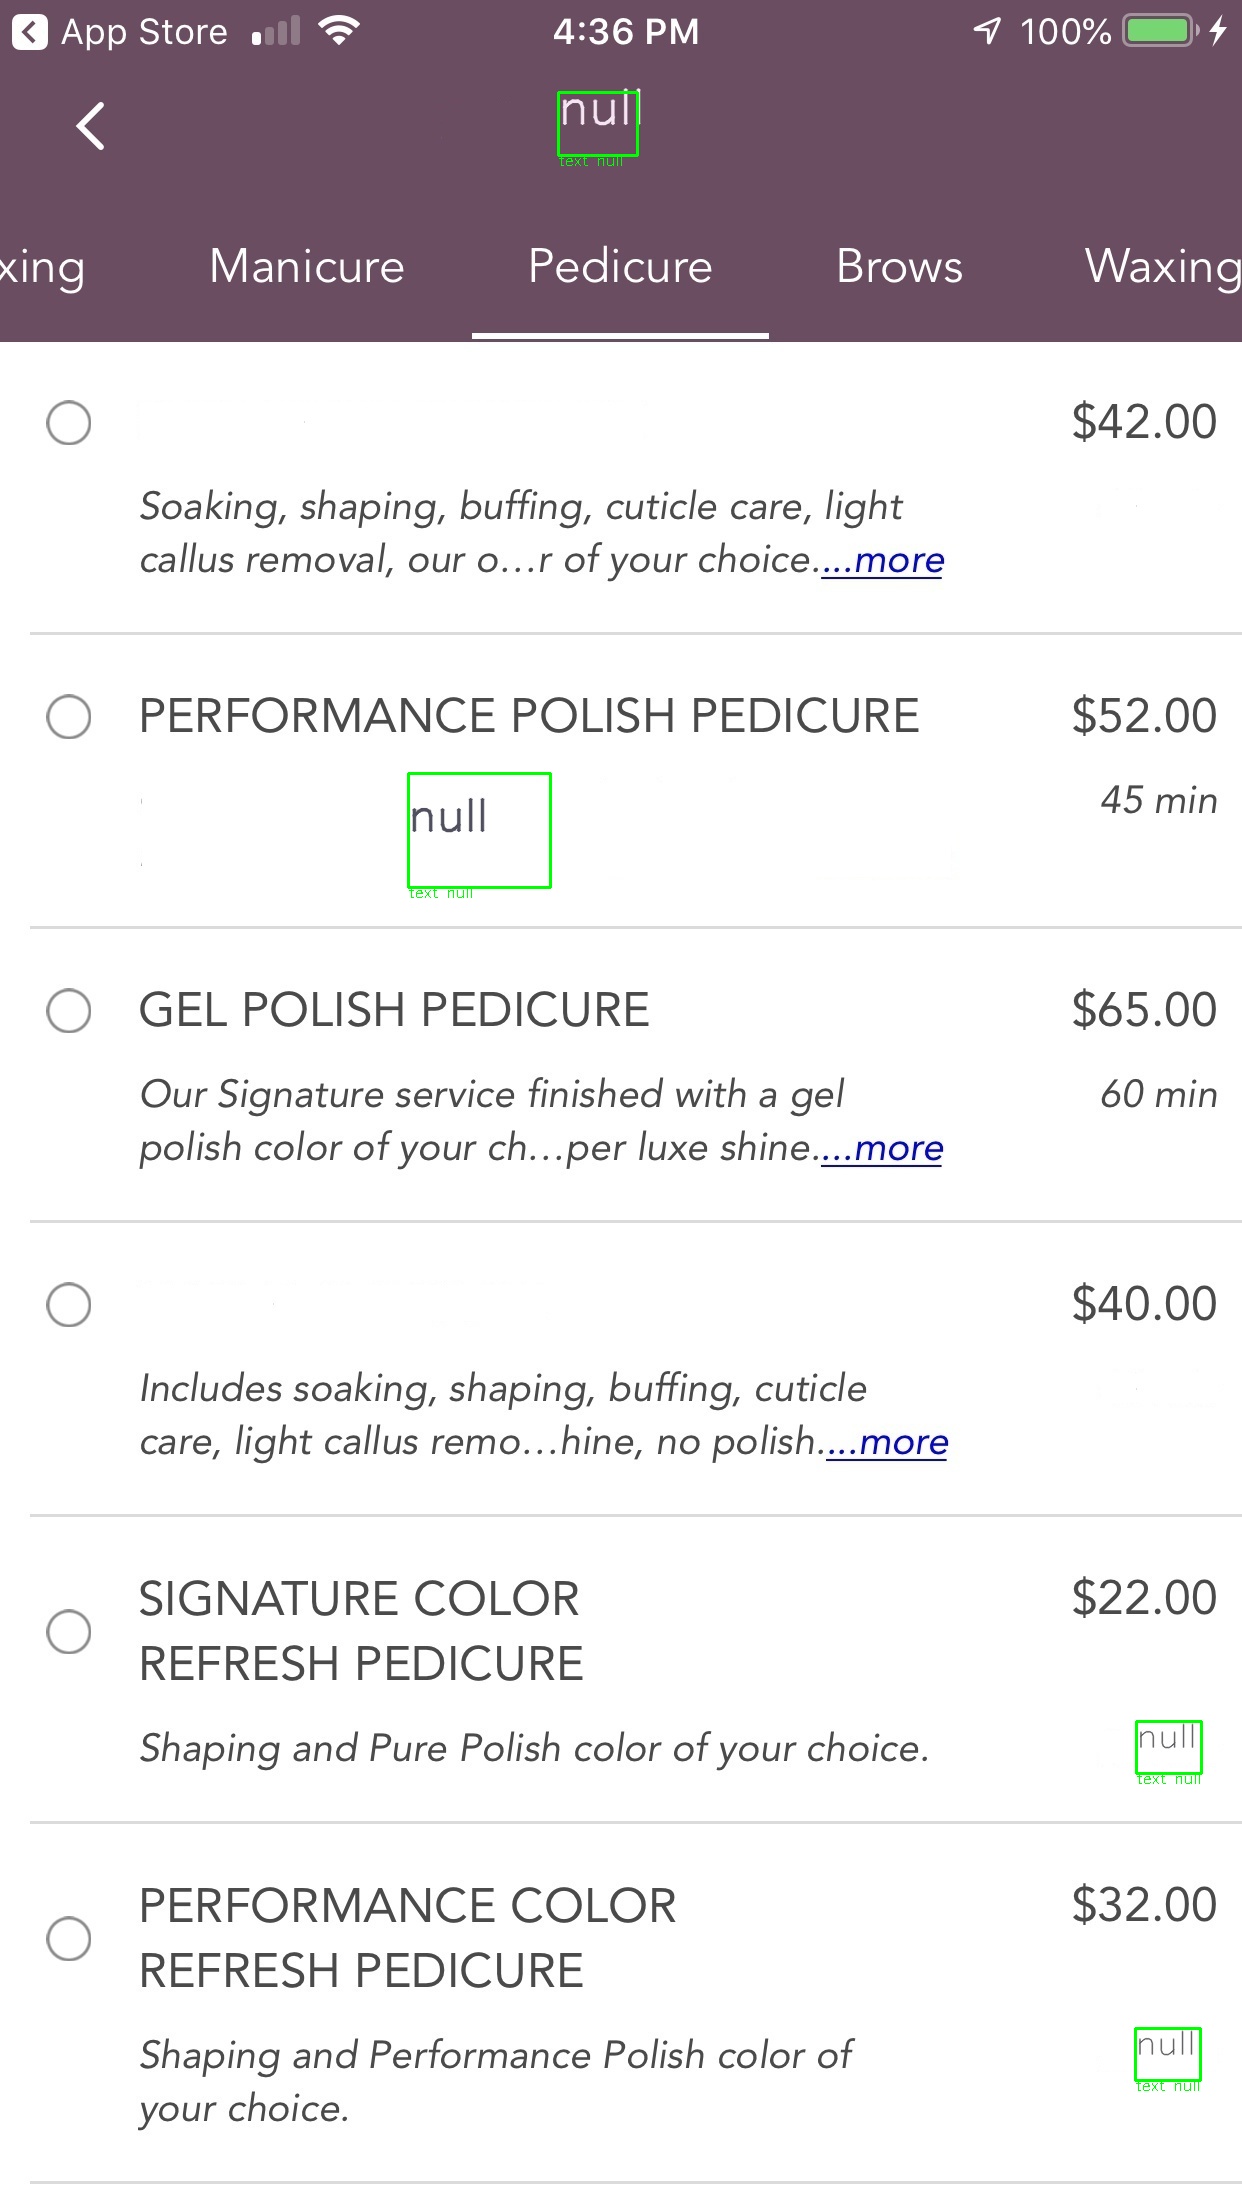 App Store 4:36 PM 100%
null
text null
xing Manicure Pedicure Brows Waxing
$42.00
Soaking, shaping, buffing, cuticle care, light
callus removal, our o...r of your choice....more
PERFORMANCE POLISH PEDICURE $52.00
45 min
null
text null
GEL POLISH PEDICURE $65.00
Our Signature service finished with a gel 60 min
polish color of your ch...per luxe shine....more
$40.00
Includes soaking, shaping, buffing, cuticle
care, light callus remo...hine, no polish....more
SIGNATURE COLOR $22.00
REFRESH PEDICURE
Shaping and Pure Polish color of your choice. null
text null
PERFORMANCE COLOR $32.00
REFRESH PEDICURE
Shaping and Performance Polish color of null
text null
your choice.